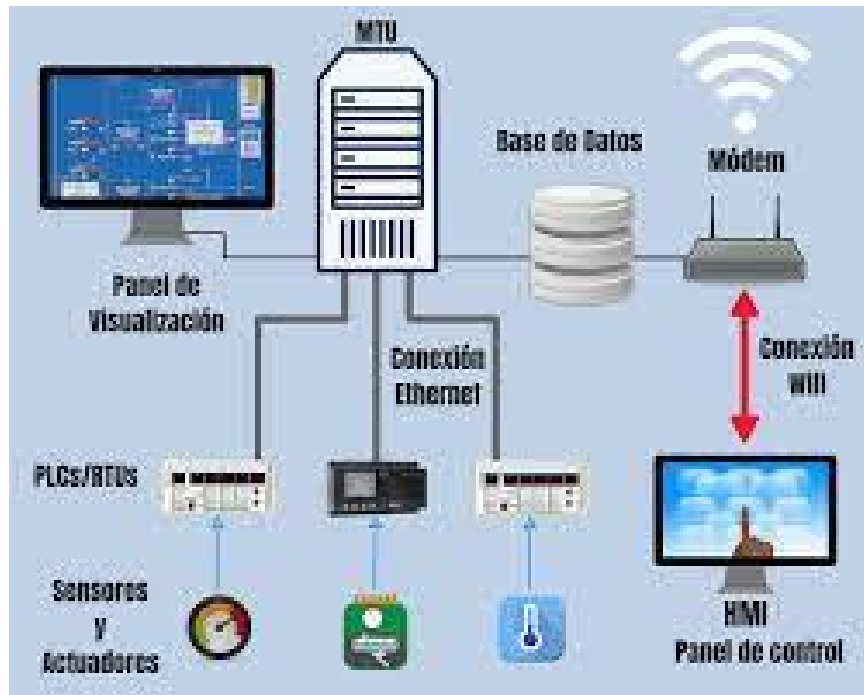 MTU
Base de Datos
Módem
Panel de
Visualización
Conexión
Ethernet
Conexión
Wifi
PLCs/RTUs
Sensores
y
Actuadores
HMI
Panel de control